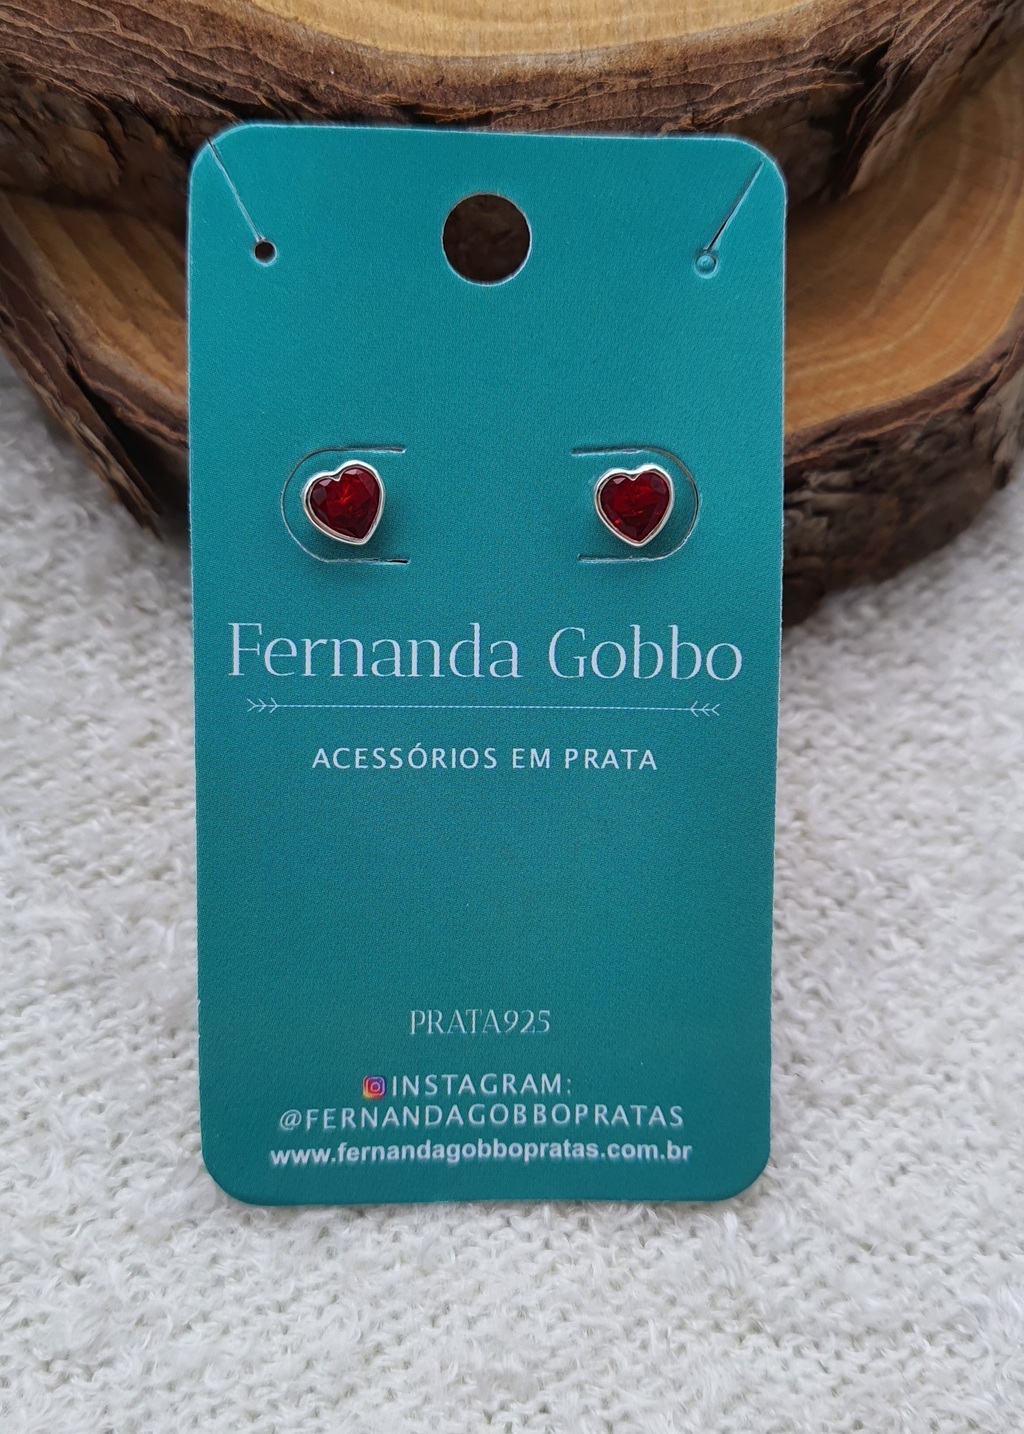 Fernanda Gobbo
ACESSÓRIOS EM PRATA
PRATA925
INSTAGRAM:
@FERNANDAGOBBOPRATAS
www.fernandagobbopratas.com.br